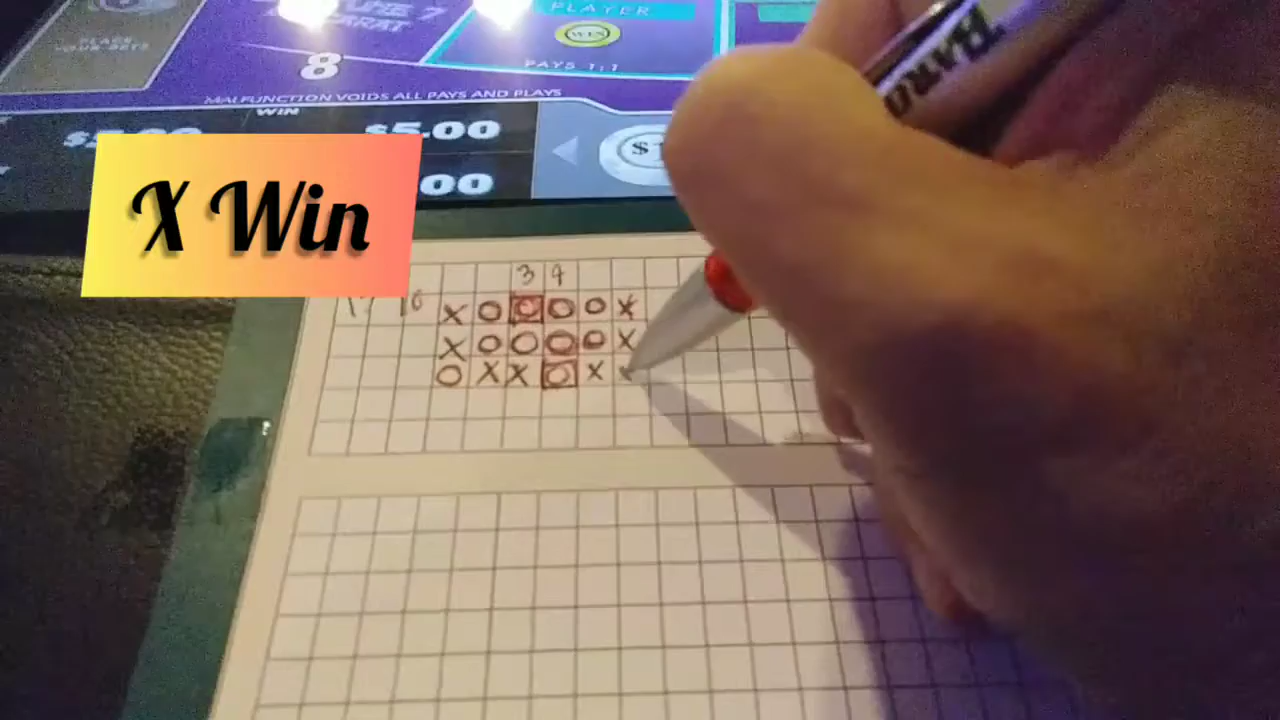 PLAYER
WIN
PAYS 1:1
PLACE
YOUR BETS
8
MALFUNCTION VOIDS ALL PAYS AND PLAYS
WIN
$5.00
.00
X Win
3 4
X O O O O X
X O O O O X
O X X O X